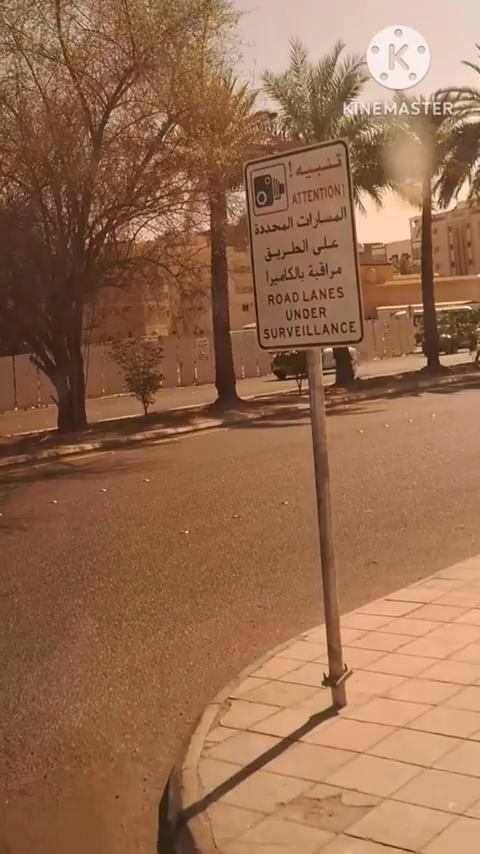 K
KINEMASTER
تنبيه !
ATTENTION!
المسارات المحددة
على الطريق
مراقبة بالكاميرا
ROAD LANES
UNDER
SURVEILLANCE